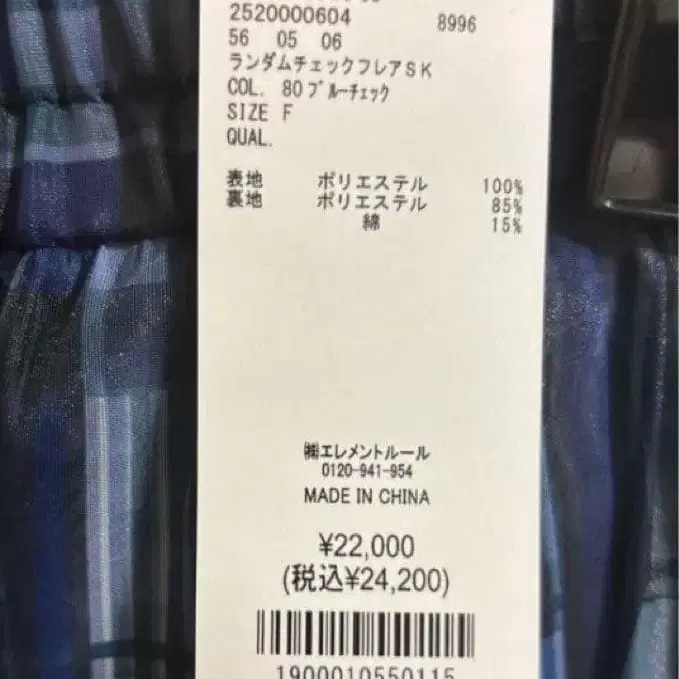 2520000604 8996
56 05 06
ランダムチェックフレアSK
COL. 80ﾌﾞﾙｰﾁｪｯｸ
SIZE F
QUAL.
表地 ポリエステル 100%
裏地 ポリエステル 85%
綿 15%
㈱エレメントルール
0120-941-954
MADE IN CHINA
¥22,000
(税込¥24,200)
1900010550115